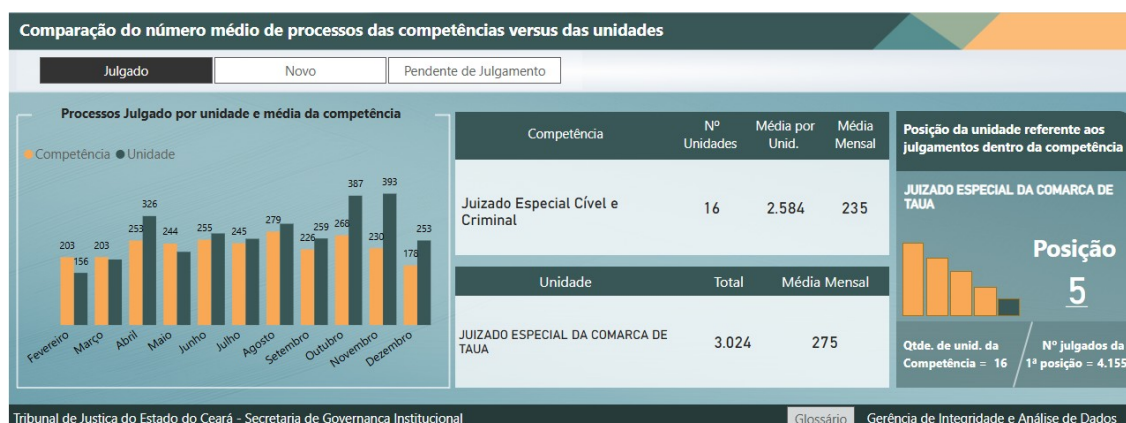 Comparação do número médio de processos das competências versus das unidades
Julgado
Novo
Pendente de Julgamento
Processos Julgado por unidade e média da competência
Competência
Unidade
203
156
203
253
326
244
255
245
279
226
259
268
387
230
393
178
253
Fevereiro
Março
Abril
Maio
Junho
Julho
Agosto
Setembro
Outubro
Novembro
Dezembro
Competência
Nº
Unidades
Média por
Unid.
Média
Mensal
Juizado Especial Cível e
Criminal
16
2.584
235
Unidade
Total
Média Mensal
JUIZADO ESPECIAL DA COMARCA DE
TAUA
3.024
275
Posição da unidade referente aos
julgamentos dentro da competência
JUIZADO ESPECIAL DA COMARCA DE
TAUA
Posição
5
Qtde. de unid. da
Competência = 16
Nº julgados da
1ª posição = 4.155
Tribunal de Justiça do Estado do Ceará - Secretaria de Governança Institucional
Glossário
Gerência de Integridade e Análise de Dados